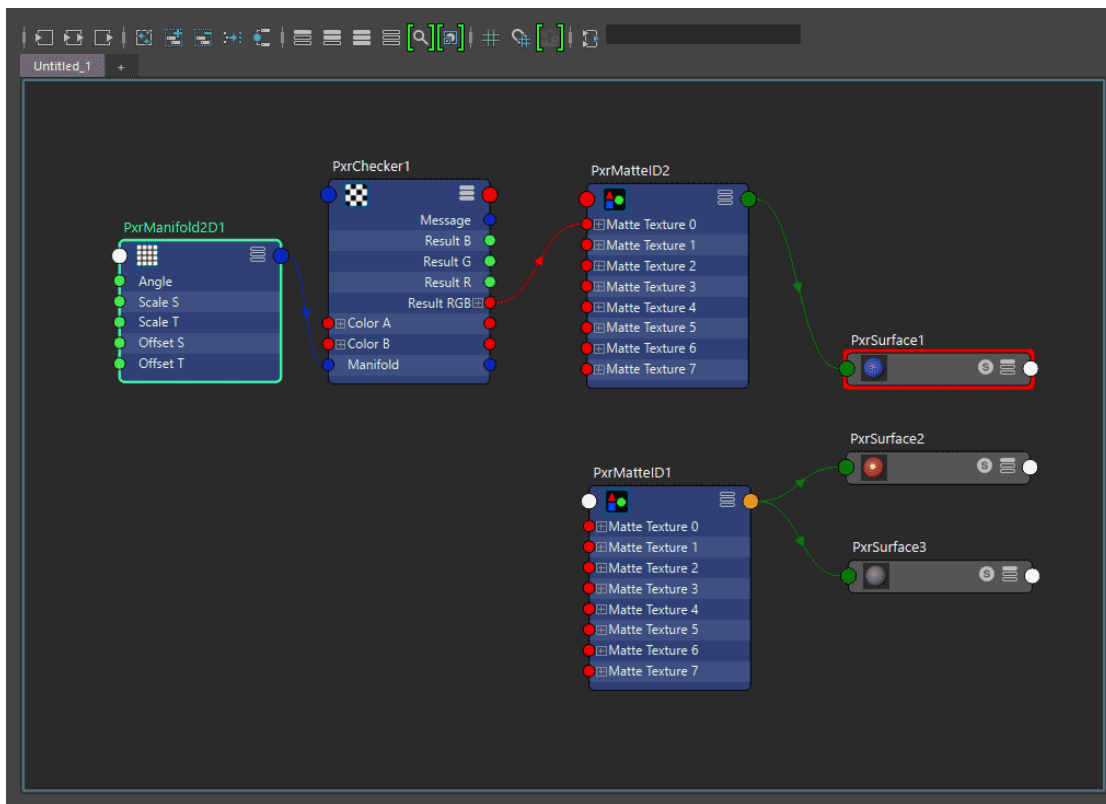 Untitled_1 +
PxrManifold2D1
Angle
Scale S
Scale T
Offset S
Offset T
PxrChecker1
Message
Result B
Result G
Result R
Result RGB
Color A
Color B
Manifold
PxrMatteID2
Matte Texture 0
Matte Texture 1
Matte Texture 2
Matte Texture 3
Matte Texture 4
Matte Texture 5
Matte Texture 6
Matte Texture 7
PxrSurface1
S
PxrSurface2
S
PxrMatteID1
Matte Texture 0
Matte Texture 1
Matte Texture 2
Matte Texture 3
Matte Texture 4
Matte Texture 5
Matte Texture 6
Matte Texture 7
PxrSurface3
S